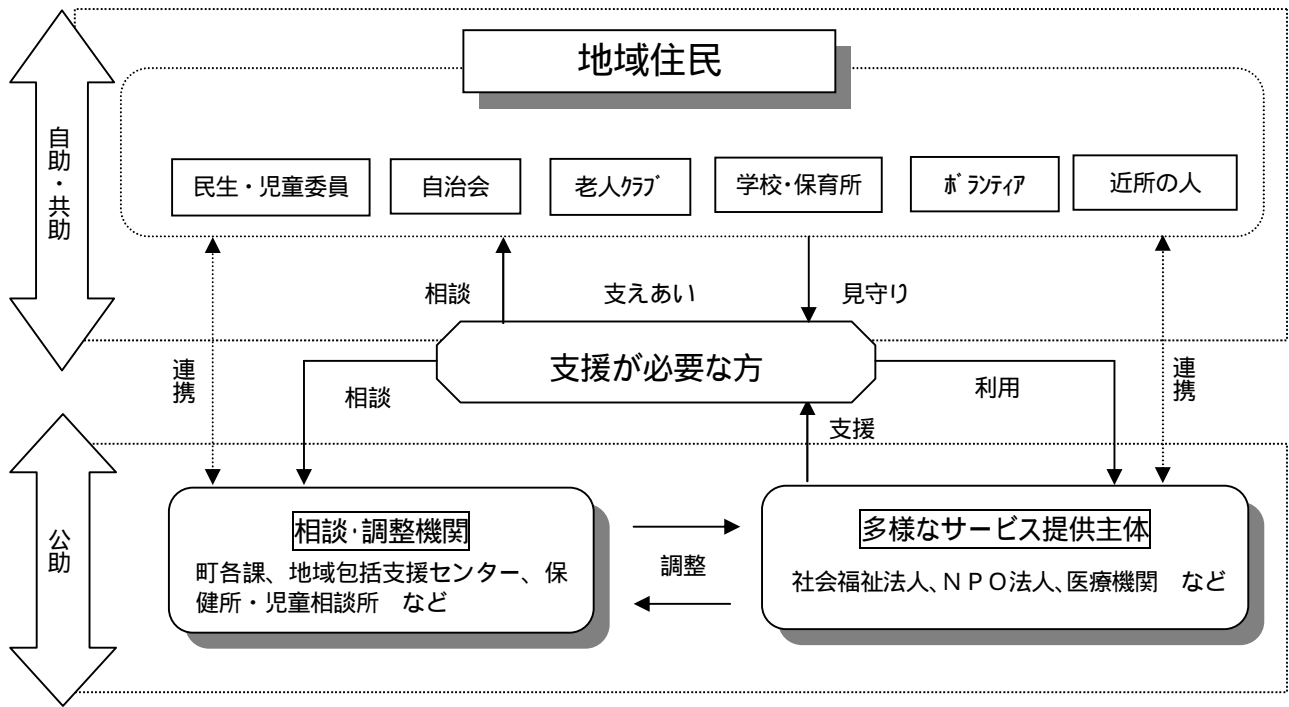 地域住民
自助・共助
民生・児童委員
自治会
老人ｸﾗﾌﾞ
学校・保育所
ﾎﾞﾗﾝﾃｨｱ
近所の人
相談
支えあい
見守り
支援が必要な方
連携
相談
利用
連携
支援
公助
相談・調整機関
町各課、地域包括支援センター、保
健所・児童相談所　など
調整
多様なサービス提供主体
社会福祉法人、ＮＰＯ法人、医療機関　など